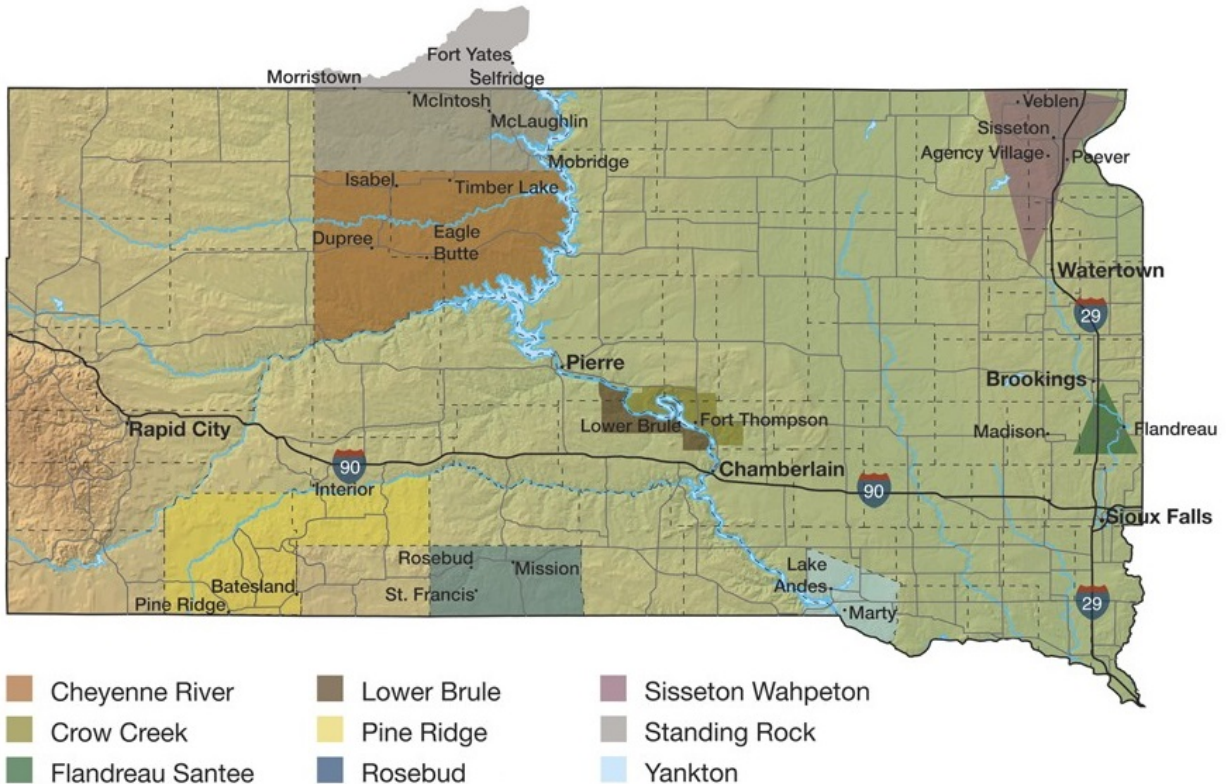 Fort Yates
Morristown
Selfridge
McIntosh
McLaughlin
Veblen
Sisseton
Agency Village
Peever
Mobridge
Isabel
Timber Lake
Dupree
Eagle
Butte
Watertown
29
Pierre
Brookings
Lower Brule
Fort Thompson
Rapid City
Madison
Flandreau
90
Chamberlain
Interior
90
Sioux Falls
Rosebud
Mission
Lake
Andes
Batesland
St. Francis
Pine Ridge
Marty
29
Cheyenne River
Lower Brule
Sisseton Wahpeton
Crow Creek
Pine Ridge
Standing Rock
Flandreau Santee
Rosebud
Yankton